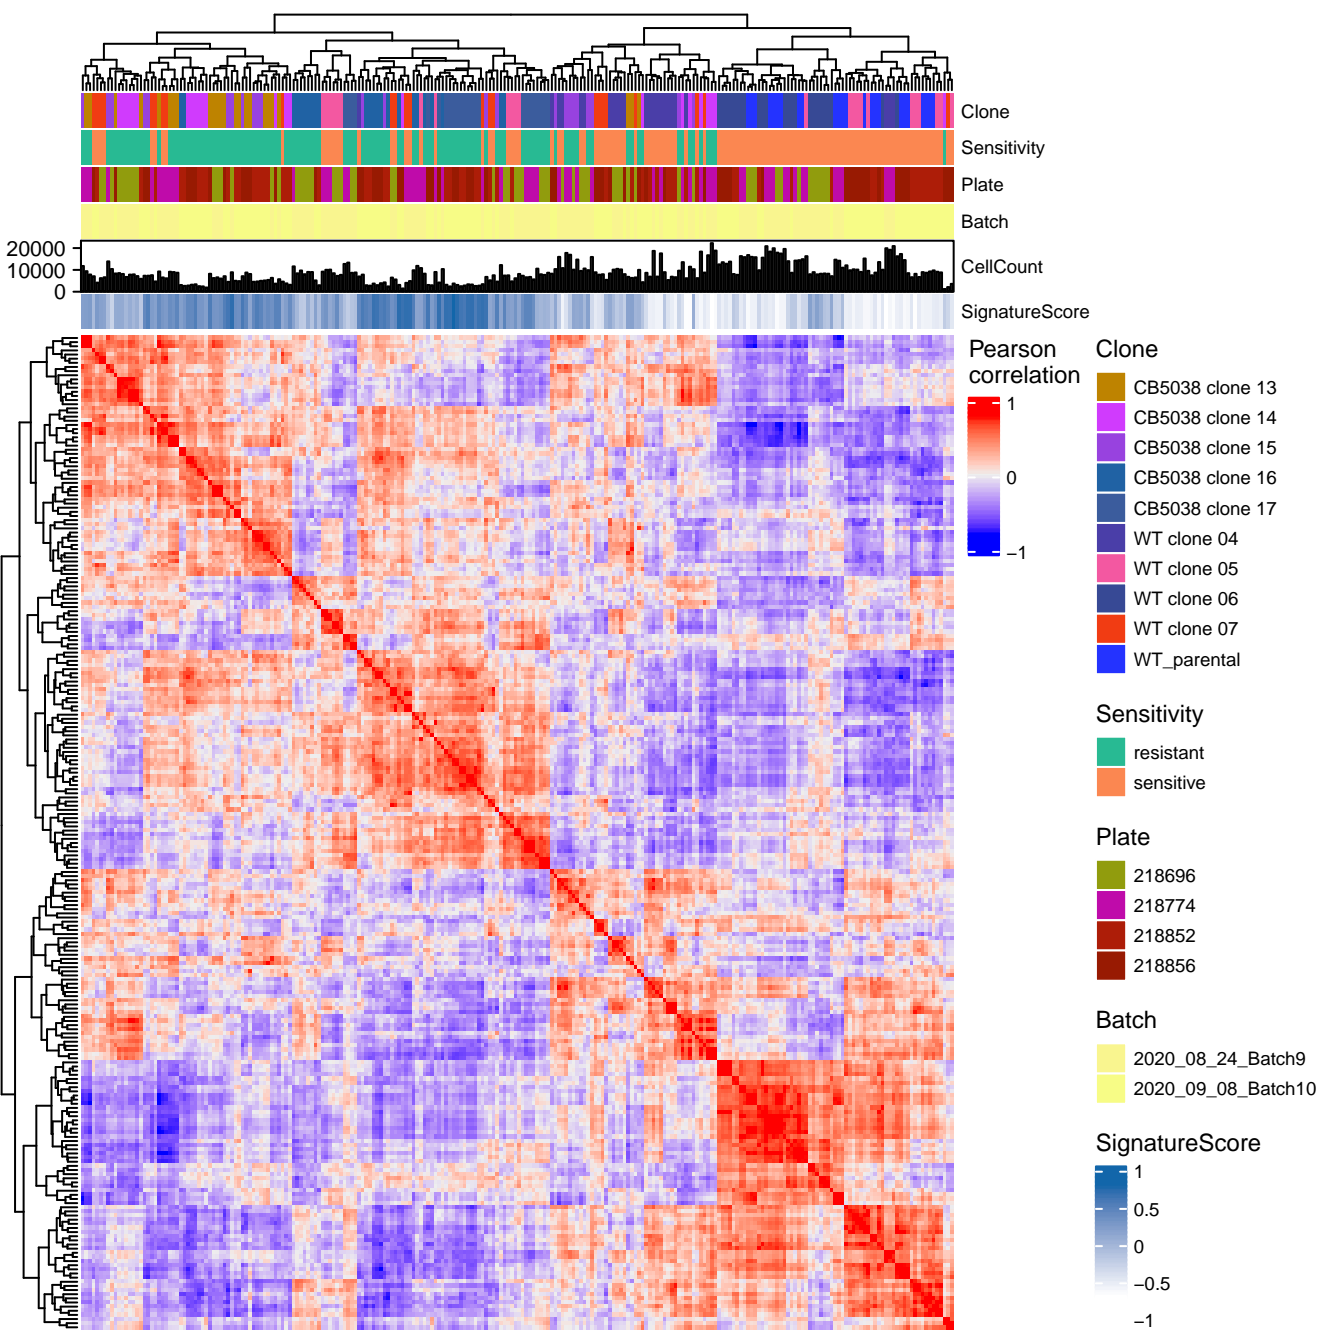 Clone
Sensitivity
Plate
Batch
20000
10000
0
CellCount
SignatureScore
Pearson
correlation
1
0
−1
Clone
CB5038 clone 13
CB5038 clone 14
CB5038 clone 15
CB5038 clone 16
CB5038 clone 17
WT clone 04
WT clone 05
WT clone 06
WT clone 07
WT_parental
Sensitivity
resistant
sensitive
Plate
218696
218774
218852
218856
Batch
2020_08_24_Batch9
2020_09_08_Batch10
SignatureScore
1
0.5
0
−0.5
−1